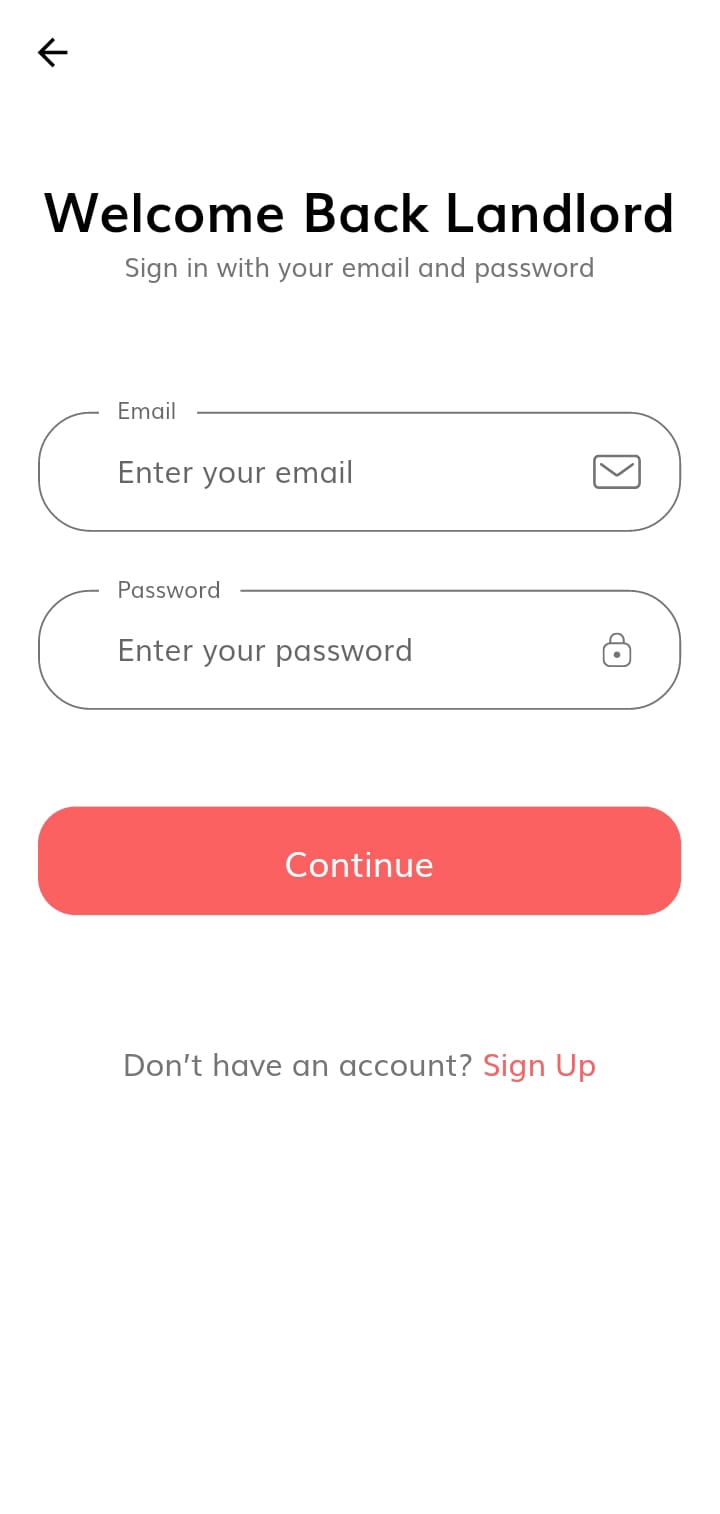 Welcome Back Landlord
Sign in with your email and password
Email
Enter your email
Password
Enter your password
Continue
Don't have an account? Sign Up